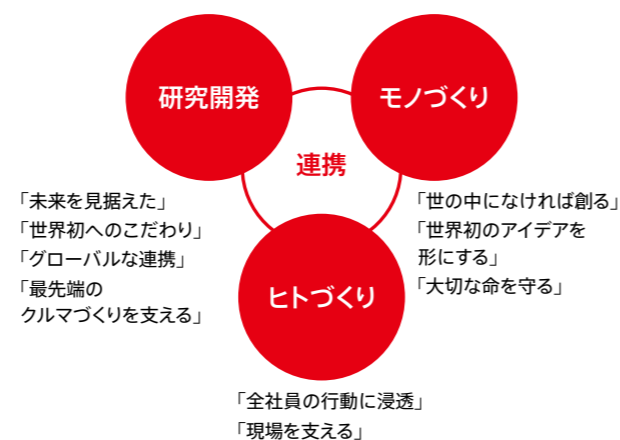 研究開発
モノづくり
連携
「未来を見据えた」
「世界初へのこだわり」
「グローバルな連携」
「最先端の
クルマづくりを支える」
「世の中になければ創る」
「世界初のアイデアを
形にする」
「大切な命を守る」
ヒトづくり
「全社員の行動に浸透」
「現場を支える」